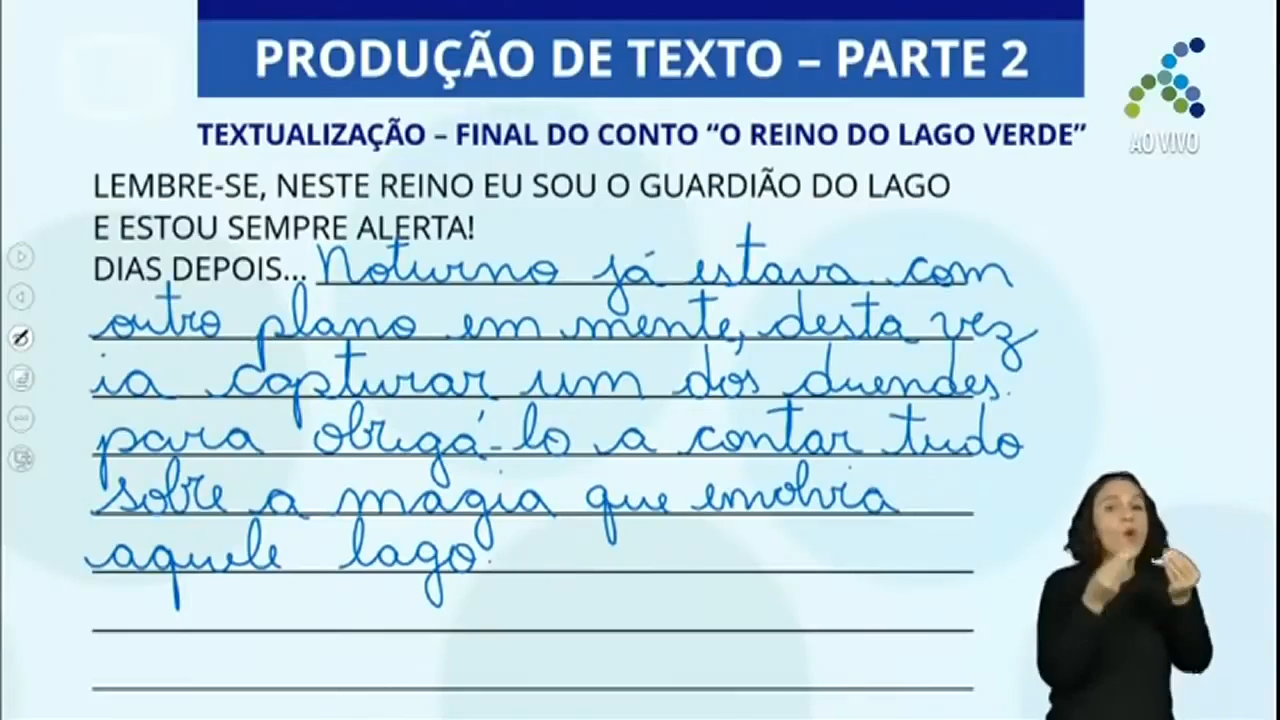 PRODUÇÃO DE TEXTO – PARTE 2
AO VIVO
TEXTUALIZAÇÃO – FINAL DO CONTO “O REINO DO LAGO VERDE”
LEMBRE-SE, NESTE REINO EU SOU O GUARDIÃO DO LAGO
E ESTOU SEMPRE ALERTA!
DIAS DEPOIS... Noturno já estava com
outro plano em mente, desta vez
ia capturar um dos duendes
para obrigá-lo a contar tudo
sobre a magia que envolvia
aquele lago.